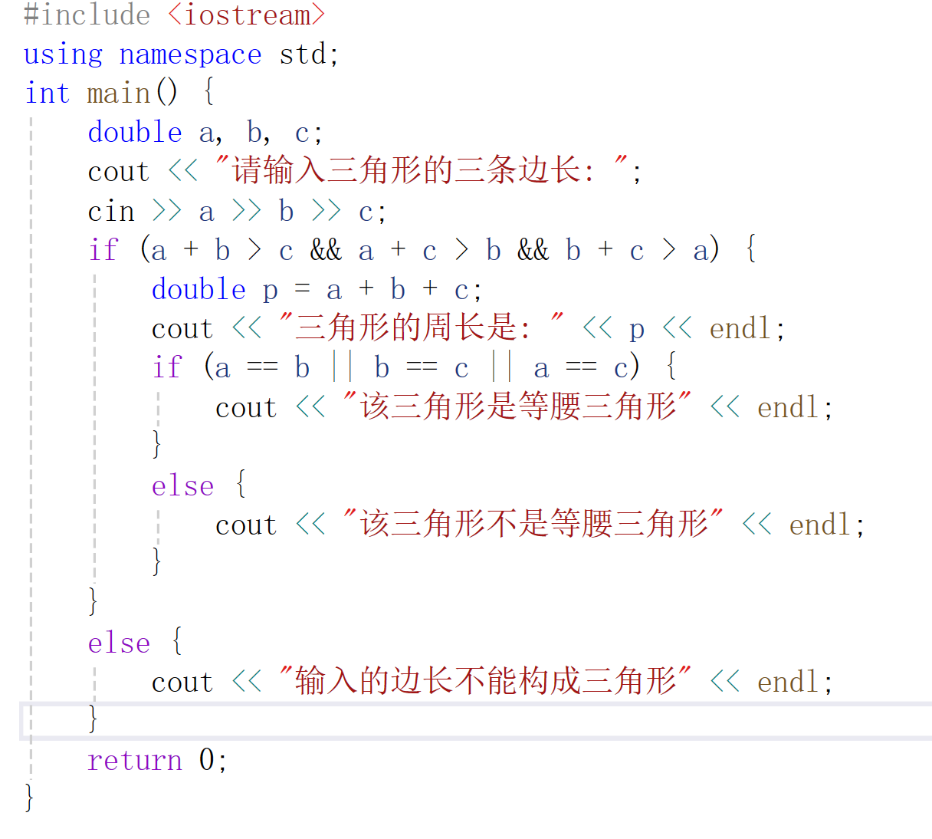 #include <iostream>
using namespace std;
int main() {
double a, b, c;
cout << "请输入三角形的三条边长: ";
cin >> a >> b >> c;
if (a + b > c && a + c > b && b + c > a) {
double p = a + b + c;
cout << "三角形的周长是: " << p << endl;
if (a == b || b == c || a == c) {
cout << "该三角形是等腰三角形" << endl;
}
else {
cout << "该三角形不是等腰三角形" << endl;
}
}
else {
cout << "输入的边长不能构成三角形" << endl;
}
return 0;
}